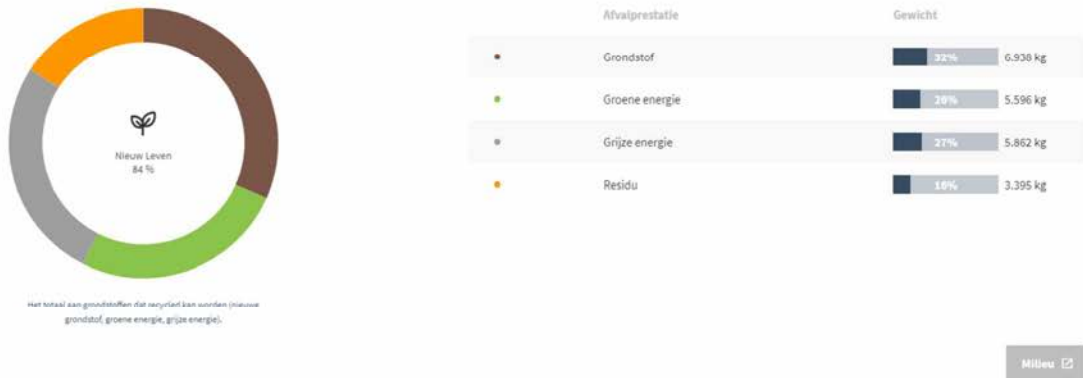 Nieuw Leven
84 %
Het totaal aan grondstoffen dat recycled kan worden (nieuwe
grondstof, groene energie, grijze energie).
Afvalprestatie Gewicht
Grondstof 32% 6.938 kg
Groene energie 26% 5.596 kg
Grijze energie 27% 5.862 kg
Residu 16% 3.395 kg
Milieu